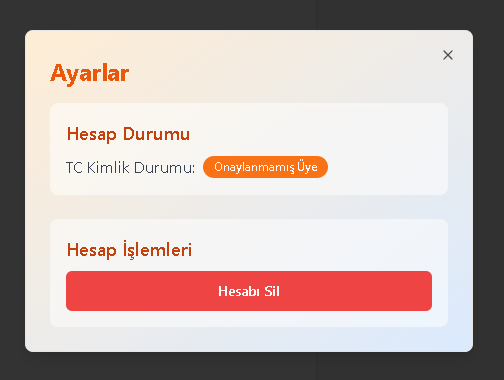 Ayarlar
Hesap Durumu
TC Kimlik Durumu: Onaylanmamış Üye
Hesap İşlemleri
Hesabı Sil